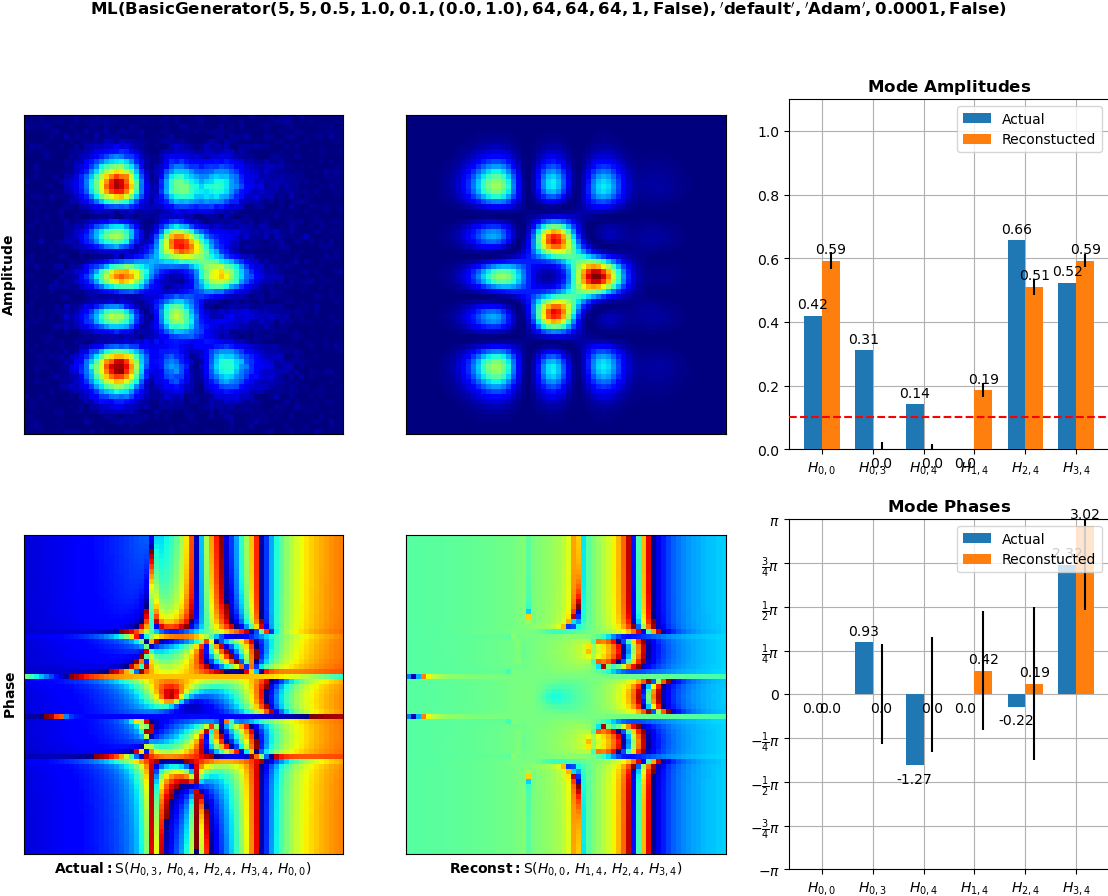 ML(BasicGenerator(5, 5, 0.5, 1.0, 0.1, (0.0, 1.0), 64, 64, 64, 1, False), ′default′, ′Adam′, 0.0001, False)
Amplitude
Mode Amplitudes
Actual
Reconstucted
1.0
0.8
0.6
0.4
0.2
0.0
0.42
0.59
0.31
0.0
0.14
0.0
0.0
0.19
0.66
0.51
0.52
0.59
H0, 0
H0, 3
H0, 4
H1, 4
H2, 4
H3, 4
Phase
Actual: S(H0, 3, H0, 4, H2, 4, H3, 4, H0, 0)
Reconst: S(H0, 0, H1, 4, H2, 4, H3, 4)
Mode Phases
Actual
Reconstucted
π
3/4π
1/2π
1/4π
0
−1/4π
−1/2π
−3/4π
−π
0.0
0.0
0.93
0.0
-1.27
0.0
0.0
0.42
-0.22
0.19
2.32
3.02
H0, 0
H0, 3
H0, 4
H1, 4
H2, 4
H3, 4